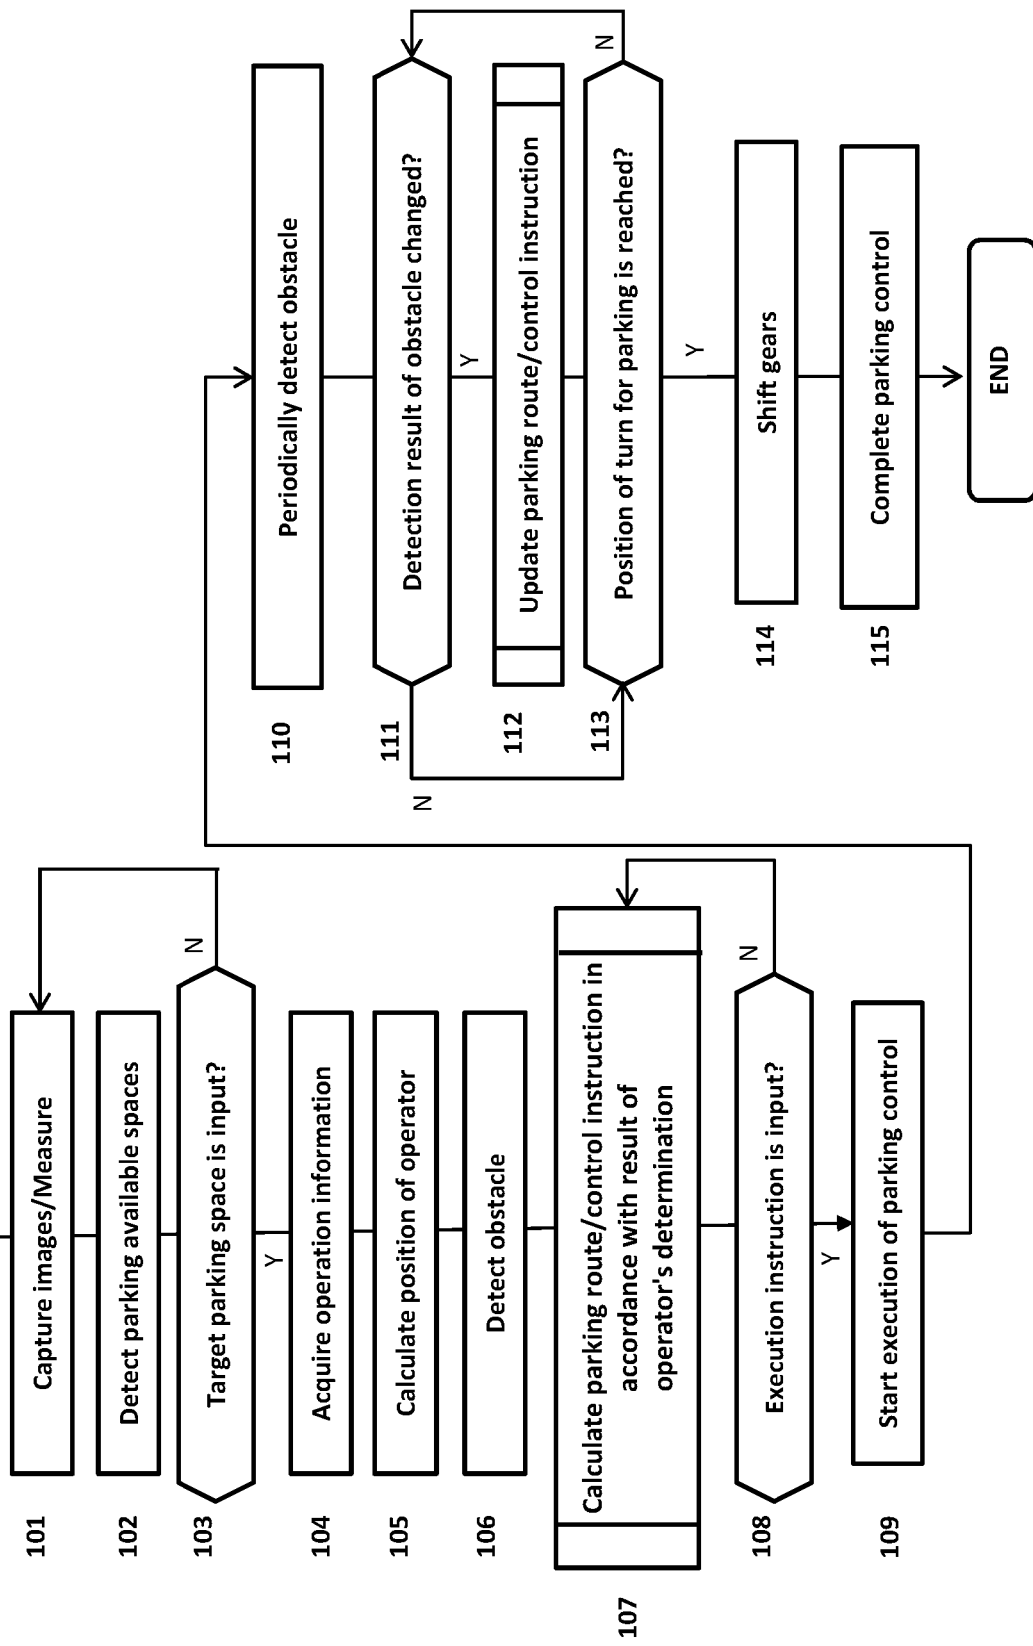 101
Capture images/Measure
102
Detect parking available spaces
103
Target parking space is input?
N
Y
104
Acquire operation information
105
Calculate position of operator
106
Detect obstacle
107
Calculate parking route/control instruction in
accordance with result of
operator's determination
108
Execution instruction is input?
N
Y
109
Start execution of parking control
110
Periodically detect obstacle
111
Detection result of obstacle changed?
N
Y
112
Update parking route/control instruction
113
Position of turn for parking is reached?
N
Y
114
Shift gears
115
Complete parking control
END